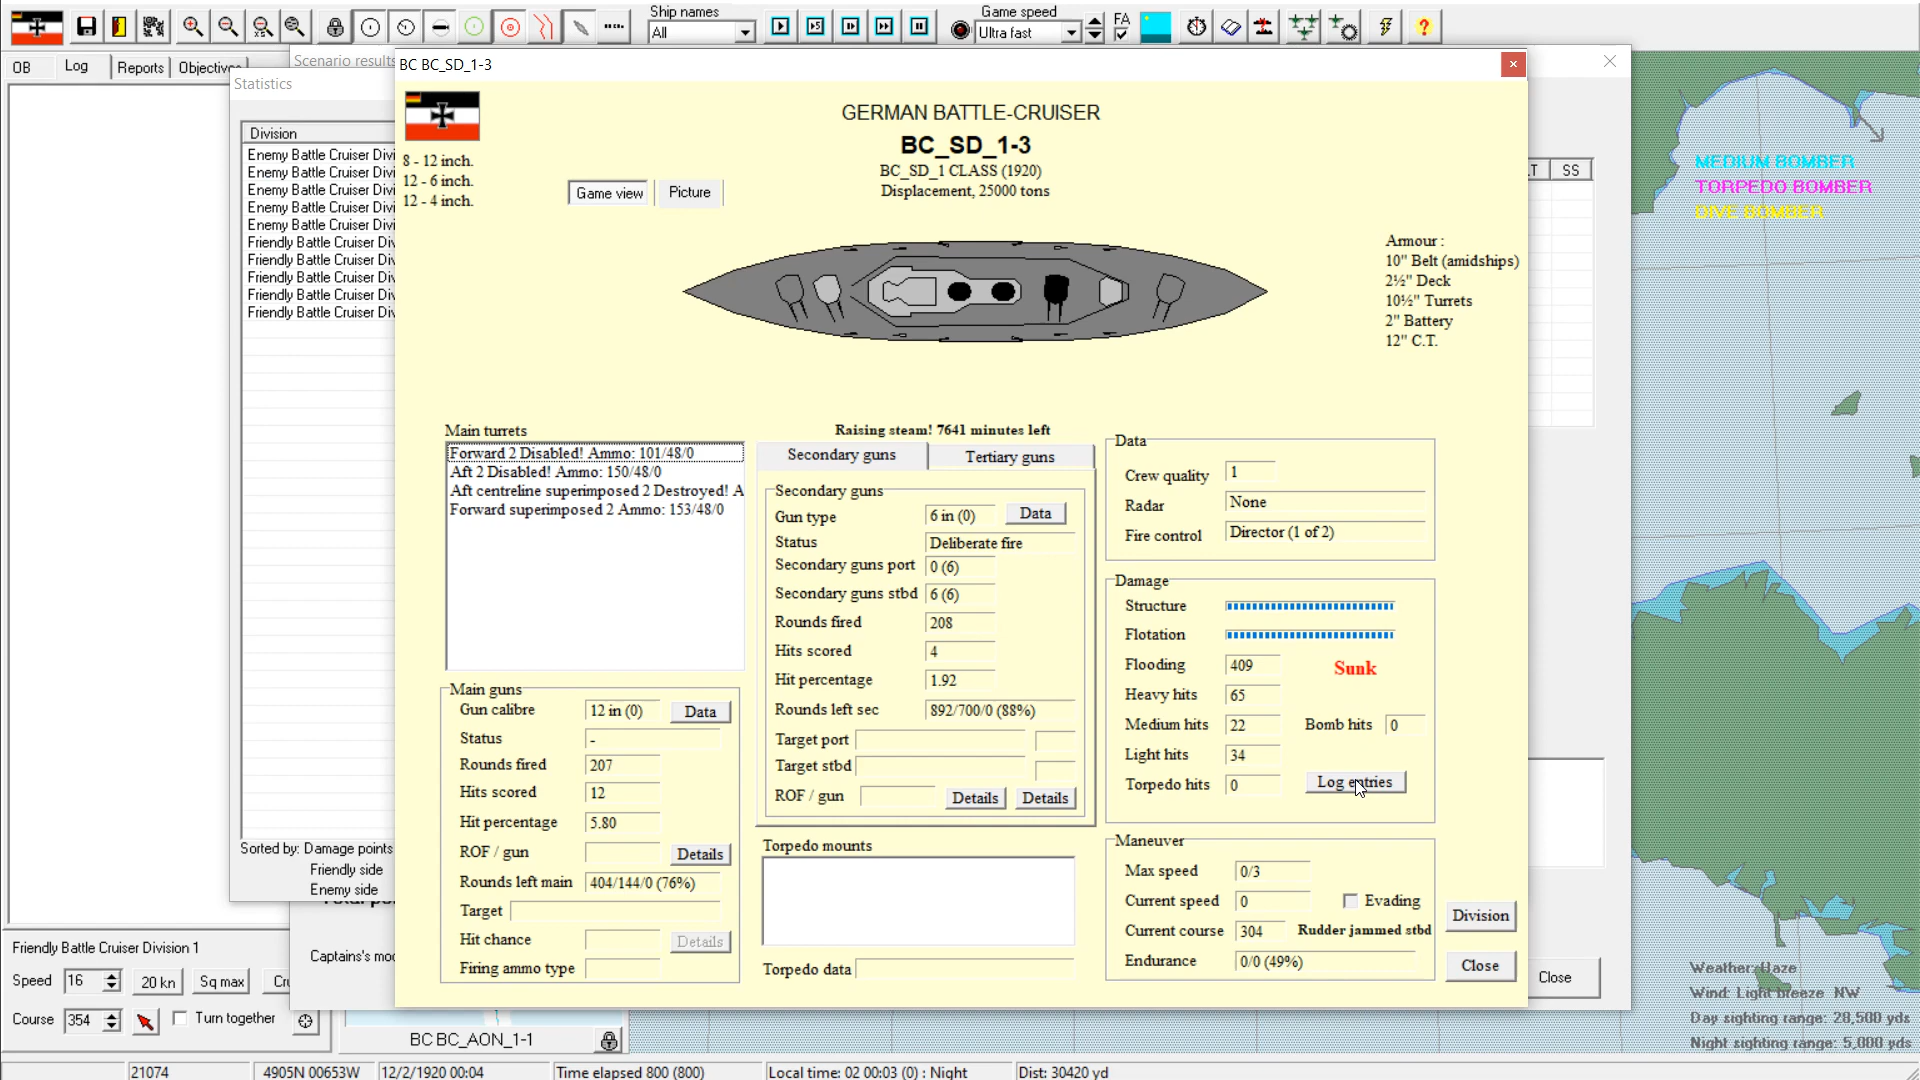 Ship names
All
Game speed
Ultra fast
FA
OB
Log
Reports
Objectives
Scenario results
Statistics
Division
Enemy Battle Cruiser Divi
Enemy Battle Cruiser Divi
Enemy Battle Cruiser Divi
Enemy Battle Cruiser Divi
Enemy Battle Cruiser Divi
Friendly Battle Cruiser Div
Friendly Battle Cruiser Div
Friendly Battle Cruiser Div
Friendly Battle Cruiser Div
Friendly Battle Cruiser Div
Sorted by: Damage points
Friendly side
Enemy side
Captains's mo
BC BC_SD_1-3
GERMAN BATTLE-CRUISER
BC_SD_1-3
BC_SD_1 CLASS (1920)
Displacement, 25000 tons
8 - 12 inch.
12 - 6 inch.
12 - 4 inch.
Game view
Picture
Armour :
10" Belt (amidships)
2½" Deck
10½" Turrets
2" Battery
12" C.T.
Main turrets
Forward 2 Disabled! Ammo: 101/48/0
Aft 2 Disabled! Ammo: 150/48/0
Aft centreline superimposed 2 Destroyed! A
Forward superimposed 2 Ammo: 153/48/0
Main guns
Gun calibre 12 in (0) Data
Status -
Rounds fired 207
Hits scored 12
Hit percentage 5.80
ROF / gun Details
Rounds left main 404/144/0 (76%)
Target
Hit chance Details
Firing ammo type
Raising steam! 7641 minutes left
Secondary guns
Tertiary guns
Secondary guns
Gun type 6 in (0) Data
Status Deliberate fire
Secondary guns port 0 (6)
Secondary guns stbd 6 (6)
Rounds fired 208
Hits scored 4
Hit percentage 1.92
Rounds left sec 892/700/0 (88%)
Target port
Target stbd
ROF / gun Details Details
Torpedo mounts
Torpedo data
Data
Crew quality 1
Radar None
Fire control Director (1 of 2)
Damage
Structure
Flotation
Flooding 409 Sunk
Heavy hits 65
Medium hits 22 Bomb hits 0
Light hits 34
Torpedo hits 0 Log entries
Maneuver
Max speed 0/3
Current speed 0 Evading
Current course 304 Rudder jammed stbd
Endurance 0/0 (49%)
Division
Close
SS
Close
MEDIUM BOMBER
TORPEDO BOMBER
DIVE BOMBER
Friendly Battle Cruiser Division 1
Speed 16 20 kn Sq max
Course 354 Turn together
BC BC_AON_1-1
Weather: Haze
Wind: Light breeze NW
Day sighting range: 28,500 yds
Night sighting range: 5,000 yds
21074 4905N 00653W 12/2/1920 00:04 Time elapsed 800 (800) Local time: 02 00:03 (0) : Night Dist: 30420 yd